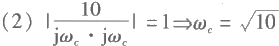 (2) |10/(jω_c · jω_c)| = 1 ⇒ ω_c = √10